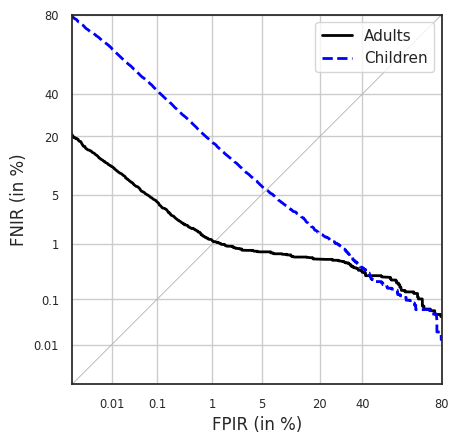 80
40
20
5
1
0.1
0.01
FNIR (in %)
Adults
Children
0.01 0.1 1 5 20 40 80
FPIR (in %)